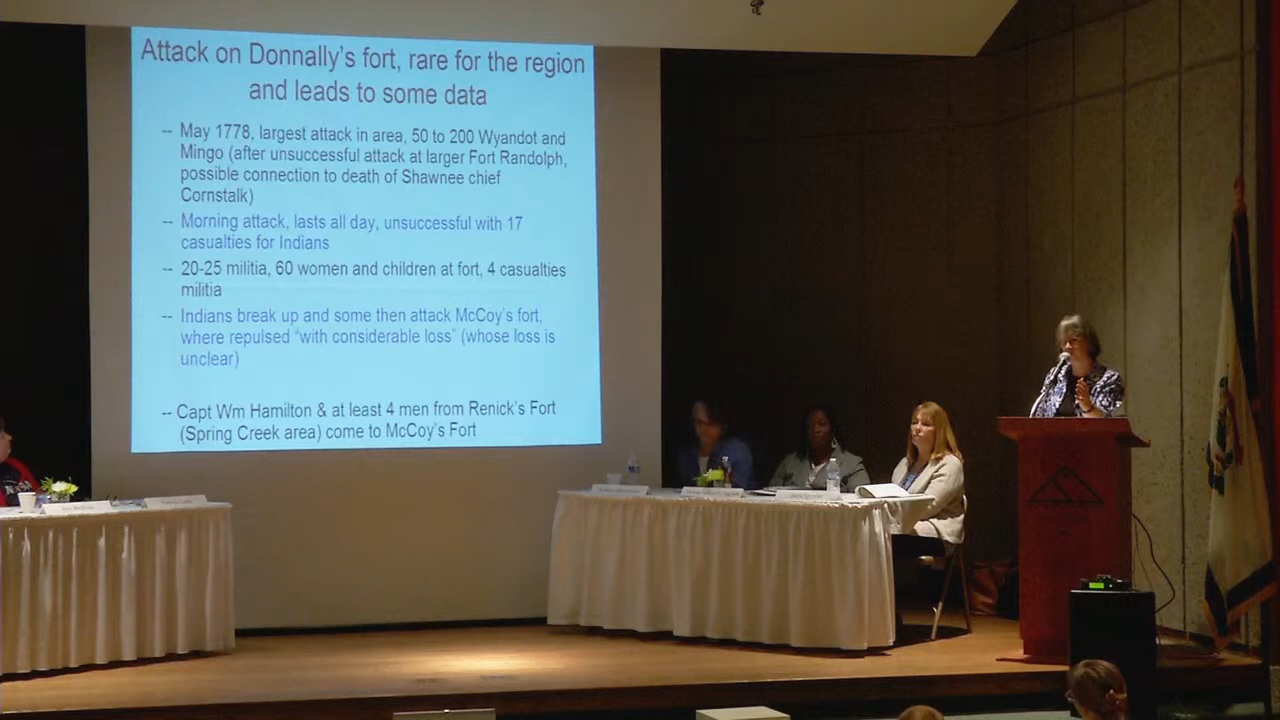 Attack on Donnally's fort, rare for the region
and leads to some data
-- May 1778, largest attack in area, 50 to 200 Wyandot and
Mingo (after unsuccessful attack at larger Fort Randolph,
possible connection to death of Shawnee chief
Cornstalk)
-- Morning attack, lasts all day, unsuccessful with 17
casualties for Indians
-- 20-25 militia, 60 women and children at fort, 4 casualties
militia
-- Indians break up and some then attack McCoy's fort,
where repulsed "with considerable loss" (whose loss is
unclear)
-- Capt Wm Hamilton & at least 4 men from Renick's Fort
(Spring Creek area) come to McCoy's Fort